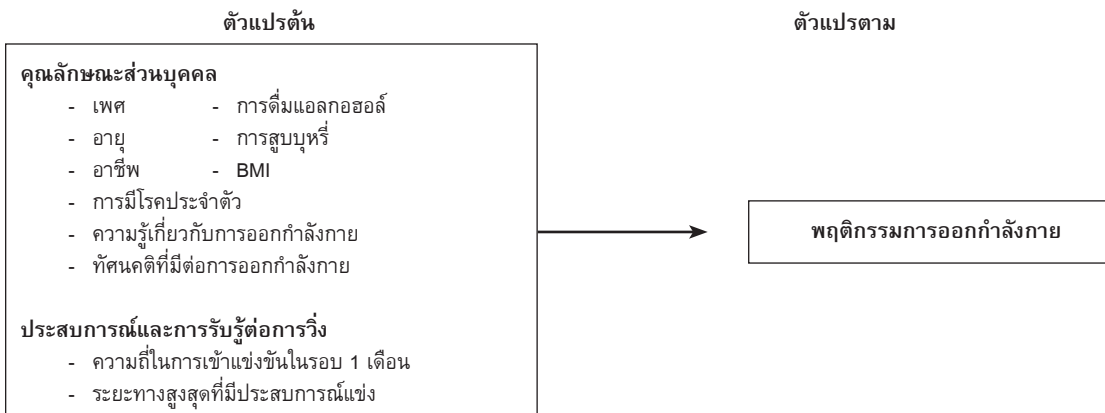 ตัวแปรต้น ตัวแปรตาม
คุณลักษณะส่วนบุคคล
- เพศ - การดื่มแอลกอฮอล์
- อายุ - การสูบบุหรี่
- อาชีพ - BMI
- การมีโรคประจำตัว
- ความรู้เกี่ยวกับการออกกำลังกาย
- ทัศนคติที่มีต่อการออกกำลังกาย
พฤติกรรมการออกกำลังกาย
ประสบการณ์และการรับรู้ต่อการวิ่ง
- ความถี่ในการเข้าแข่งขันในรอบ 1 เดือน
- ระยะทางสูงสุดที่มีประสบการณ์แข่ง